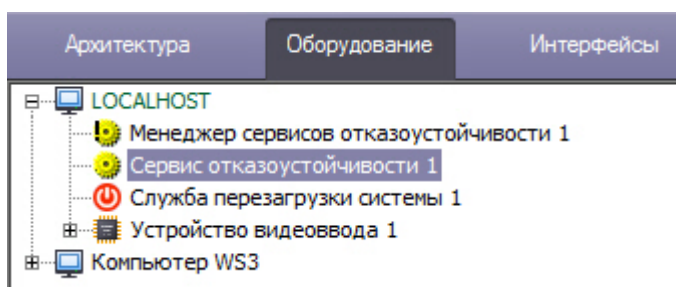 Архитектура Оборудование Интерфейсы
LOCALHOST
Менеджер сервисов отказоустойчивости 1
Сервис отказоустойчивости 1
Служба перезагрузки системы 1
Устройство видеоввода 1
Компьютер WS3